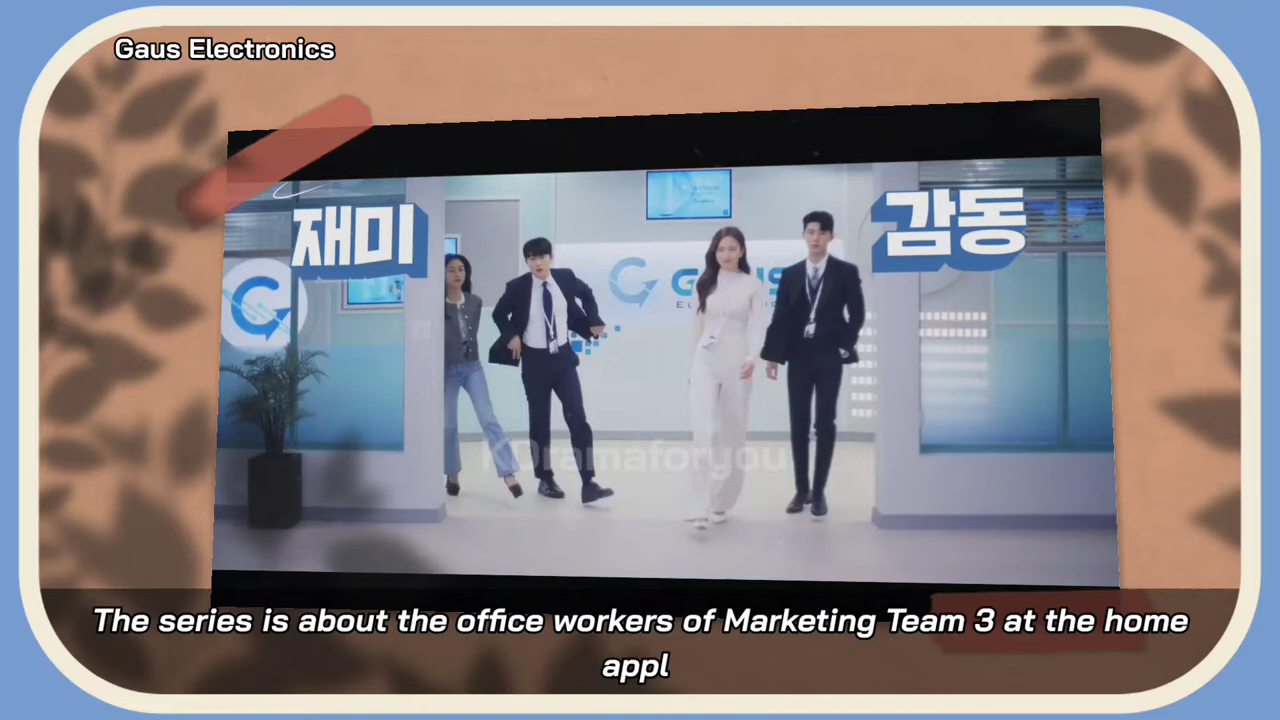 Gaus Electronics
재미
감동
KDramaforyou
The series is about the office workers of Marketing Team 3 at the home
appl